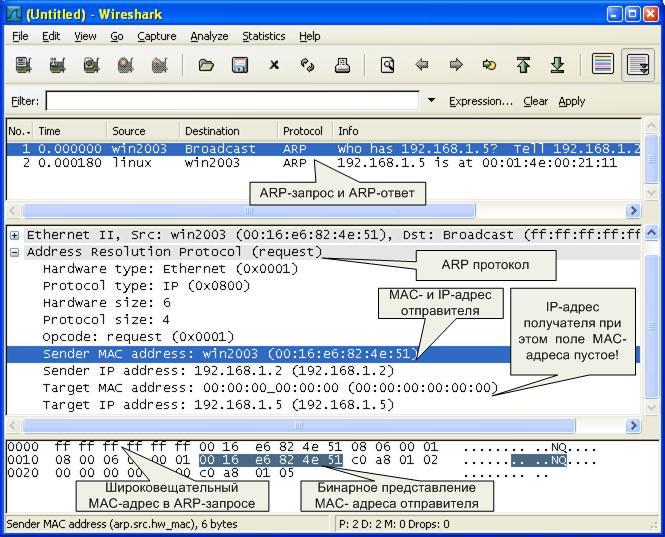 (Untitled) - Wireshark
File Edit View Go Capture Analyze Statistics Help
Filter: Expression... Clear Apply
No. Time Source Destination Protocol Info
1 0.000000 win2003 Broadcast ARP Who has 192.168.1.5? Tell 192.168.1.2
2 0.000180 linux win2003 ARP 192.168.1.5 is at 00:01:4e:00:21:11
ARP-запрос и ARP-ответ
Ethernet II, Src: win2003 (00:16:e6:82:4e:51), Dst: Broadcast (ff:ff:ff:ff:ff
Address Resolution Protocol (request)
ARP протокол
Hardware type: Ethernet (0x0001)
Protocol type: IP (0x0800)
Hardware size: 6
Protocol size: 4
Opcode: request (0x0001)
MAC- и IP-адрес
отправителя
IP-адрес
получателя при
этом поле MAC-
адреса пустое!
Sender MAC address: win2003 (00:16:e6:82:4e:51)
Sender IP address: 192.168.1.2 (192.168.1.2)
Target MAC address: 00:00:00_00:00:00 (00:00:00:00:00:00)
Target IP address: 192.168.1.5 (192.168.1.5)
0000 ff ff ff ff ff ff 00 16 e6 82 4e 51 08 06 00 01 ........ ..NQ....
0010 08 00 06 00 01 00 16 e6 82 4e 51 c0 a8 01 02 ....... .. .NQ....
0020 00 00 00 00 00 00 c0 a8 01 05
Широковещательный
MAC-адрес в ARP-запросе
Бинарное представление
MAC- адреса отправителя
Sender MAC address (arp.src.hw_mac), 6 bytes P: 2 D: 2 M: 0 Drops: 0